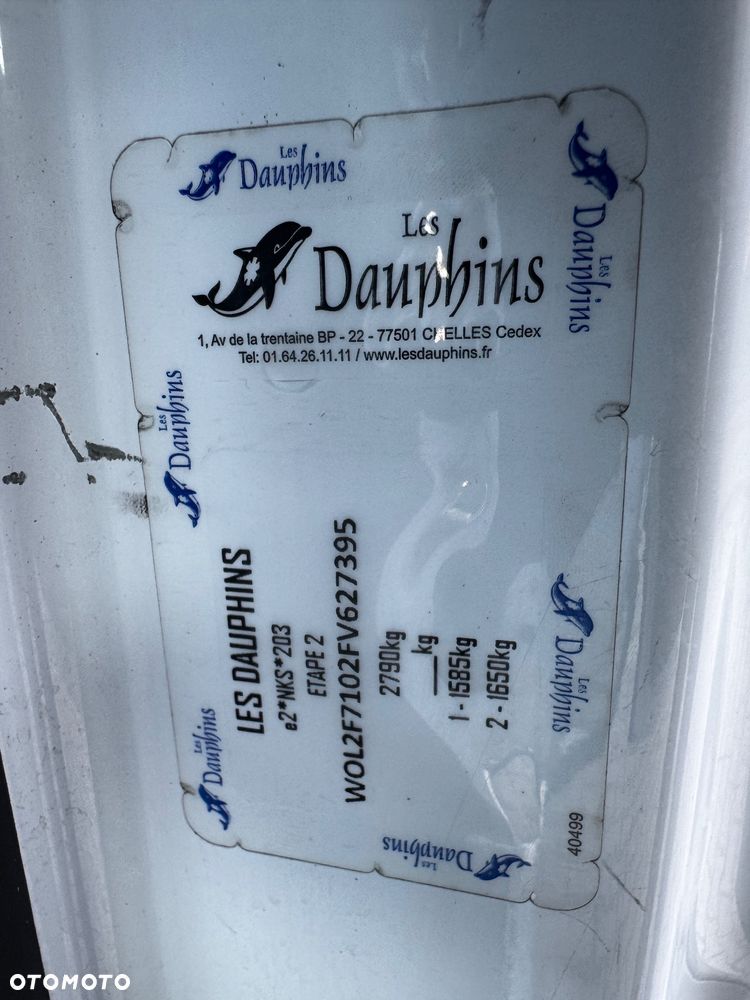 Les
Dauphins
Les
Dauphins
Les
Dauphins
1, Av de la trentaine BP - 22 - 77501 CHELLES Cedex
Tel: 01.64.26.11.11 / www.lesdauphins.fr
Les
Dauphins
LES DAUPHINS
e2*NKS*203
ETAPE 2
WOL2F7102FV627395
2790kg
kg
1 - 1585kg
2 - 1650kg
Les
Dauphins
Les
Dauphins
Les
Dauphins
40499
OTOMOTO